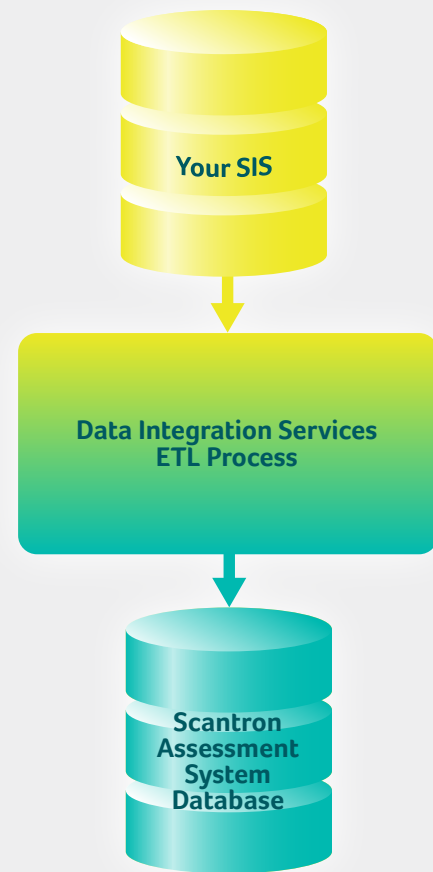 Your SIS
Data Integration Services
ETL Process
Scantron
Assessment
System
Database